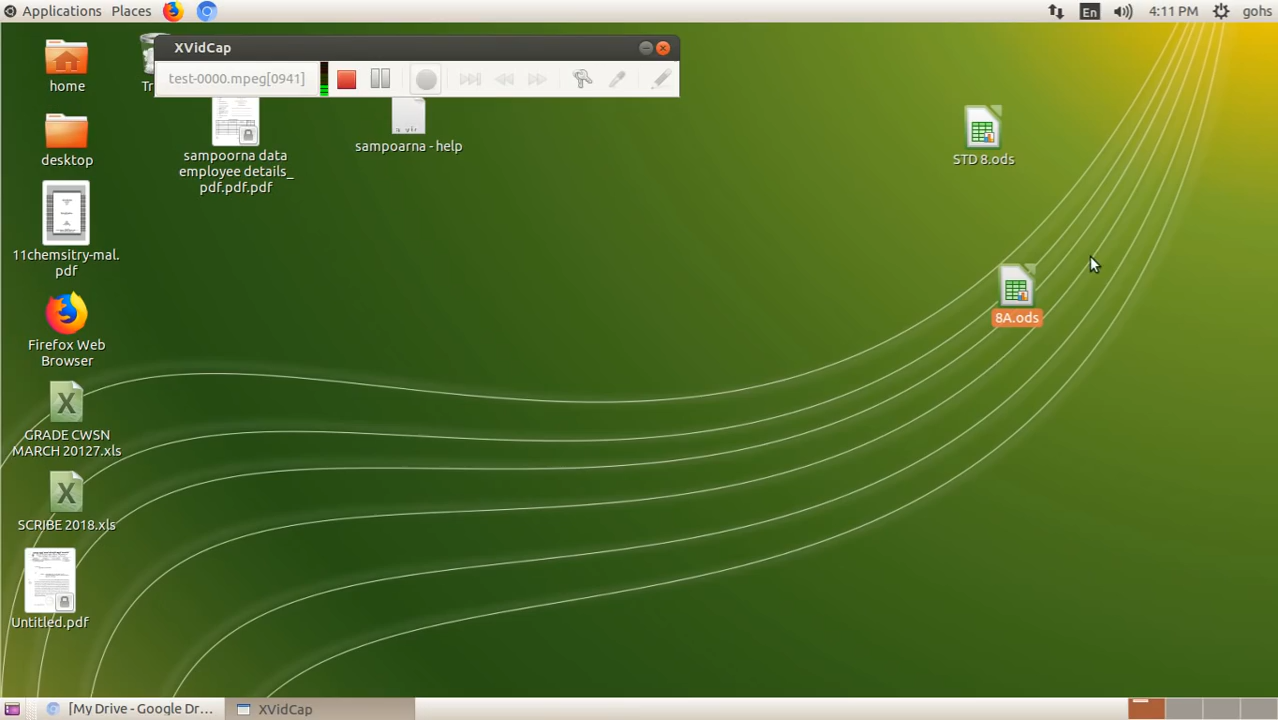 Applications Places
En
4:11 PM
gohs
XVidCap
test-0000.mpeg[0941]
home
desktop
11chemsitry-mal.
pdf
Firefox Web
Browser
GRADE CWSN
MARCH 20127.xls
SCRIBE 2018.xls
Untitled.pdf
Tr
sampoorna data
employee details_
pdf.pdf.pdf
sampoarna - help
STD 8.ods
8A.ods
[My Drive - Google Dr...
XVidCap